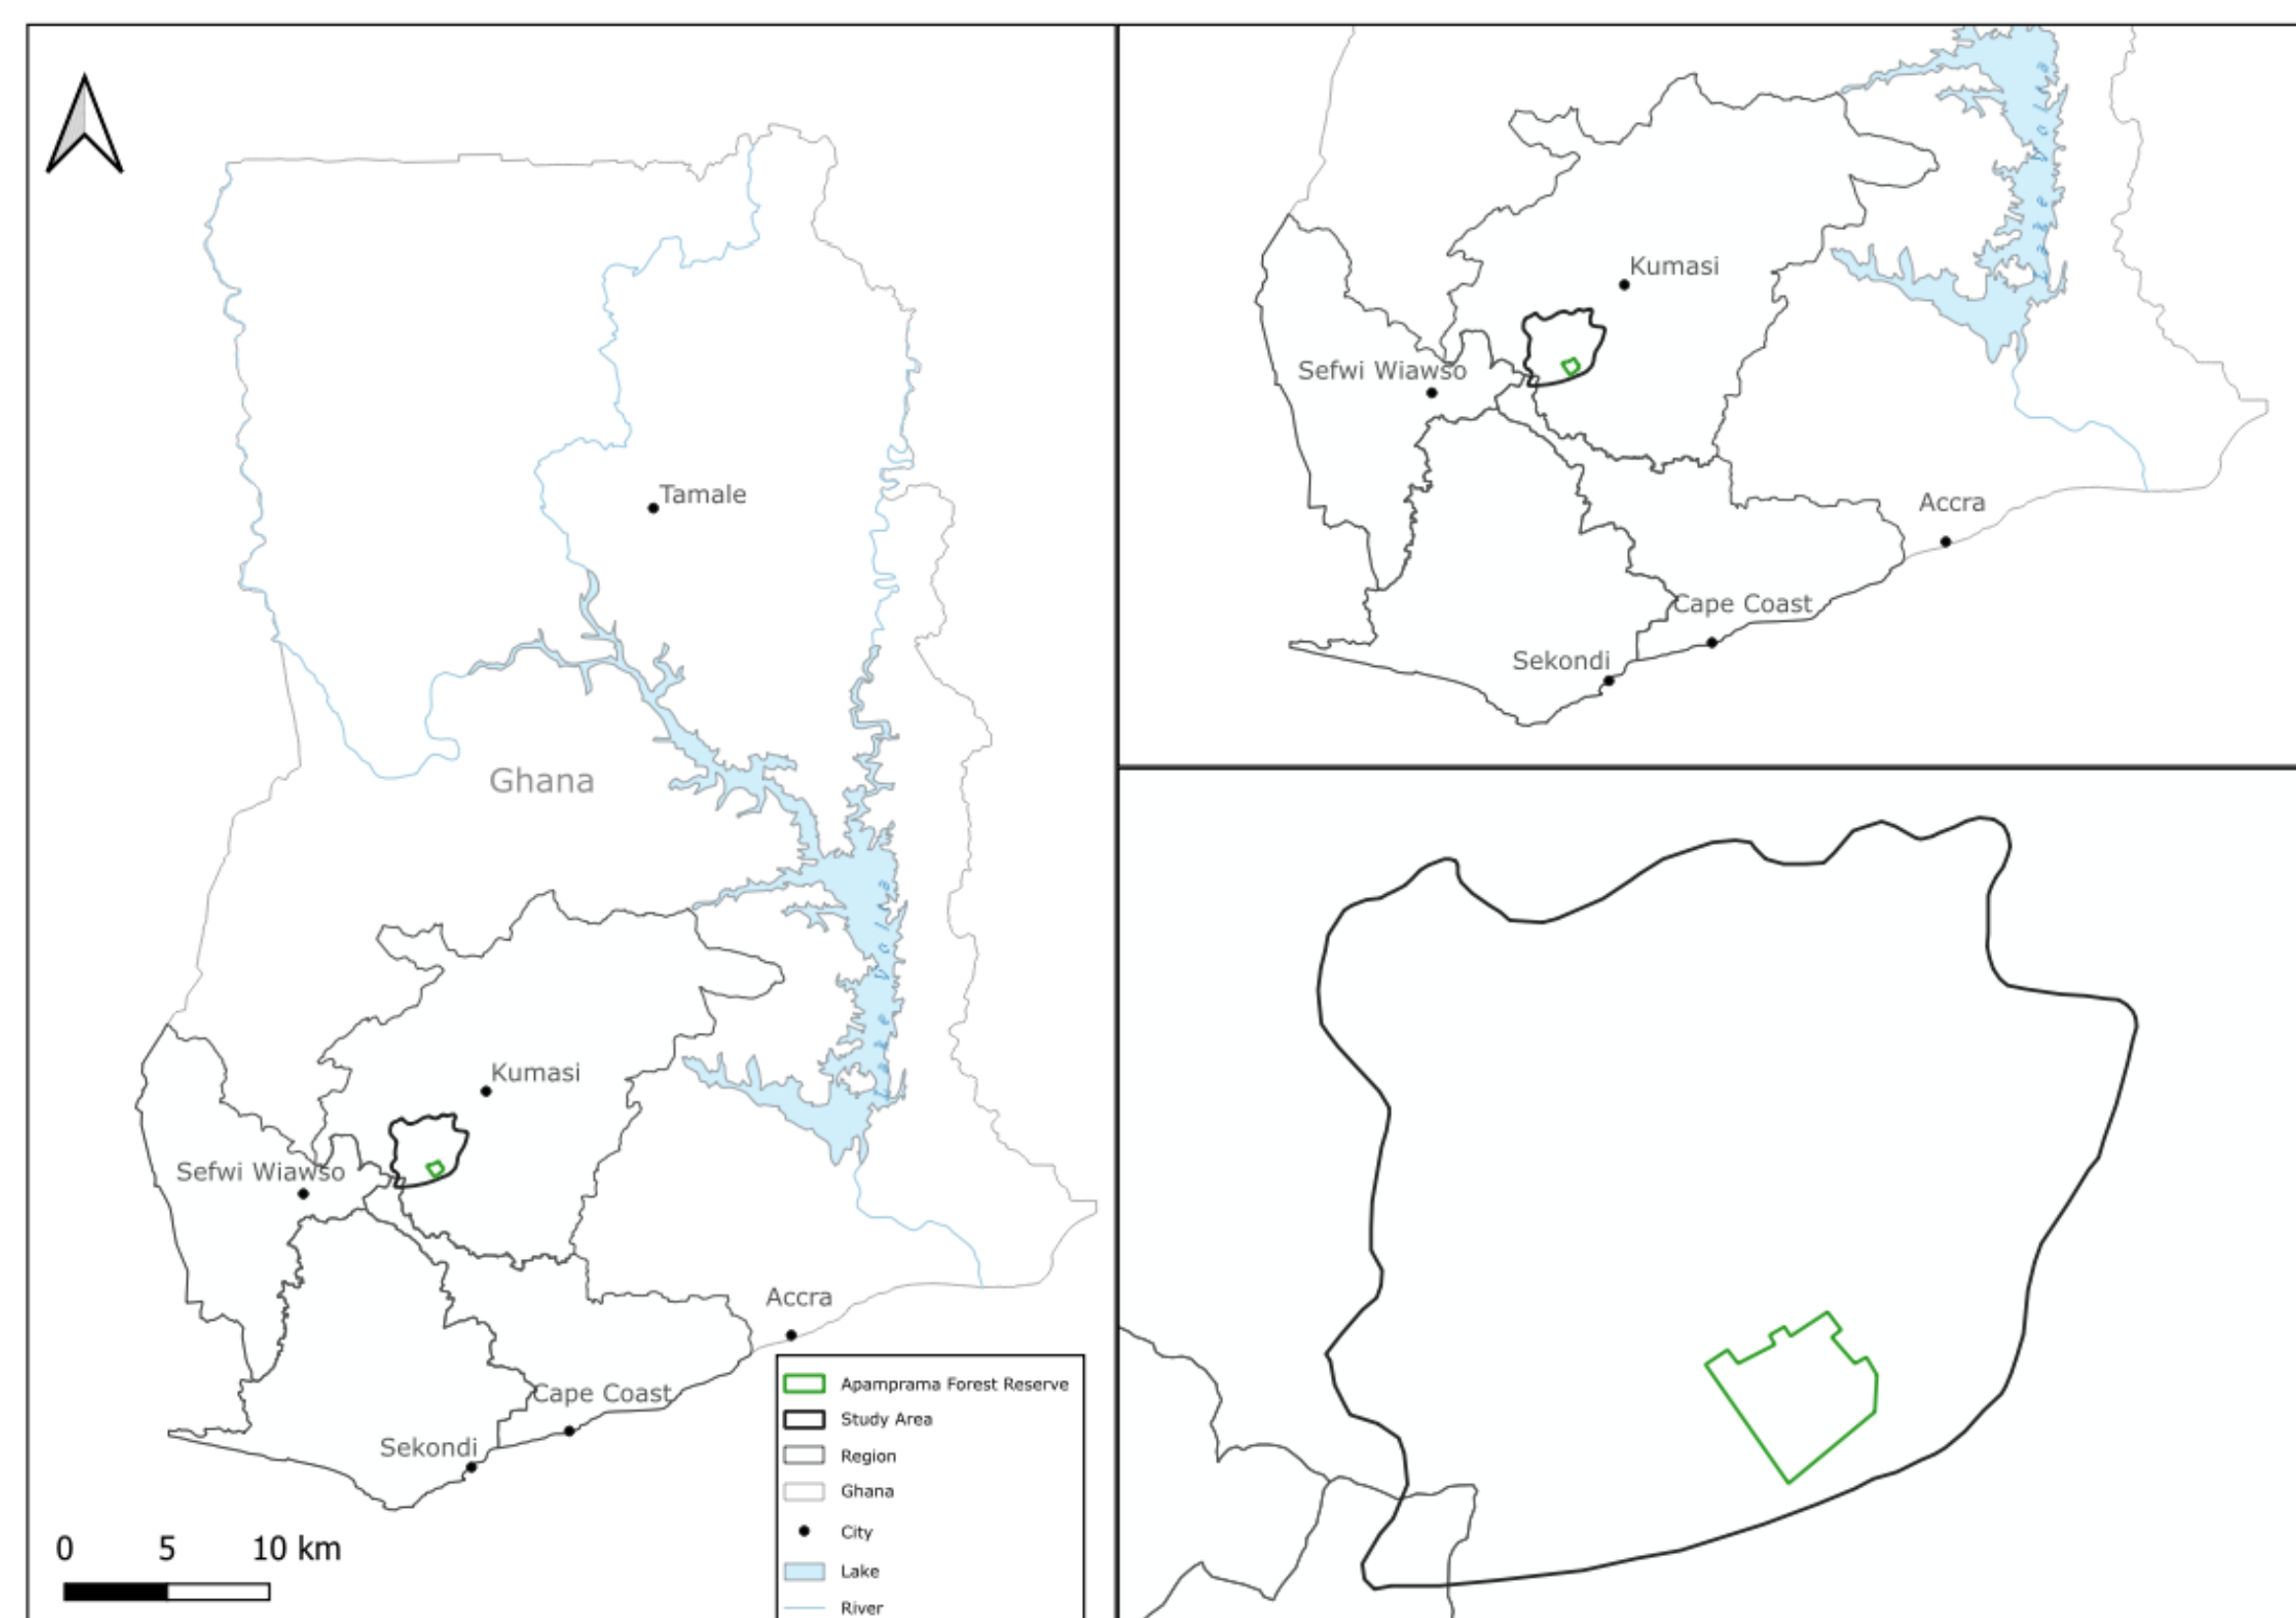 Tamale
Ghana
Kumasi
Sefwi Wiawso
Accra
Cape Coast
Sekondi
0 5 10 km
Apamprama Forest Reserve
Study Area
Region
Ghana
City
Lake
River
Kumasi
Sefwi Wiawso
Accra
Cape Coast
Sekondi